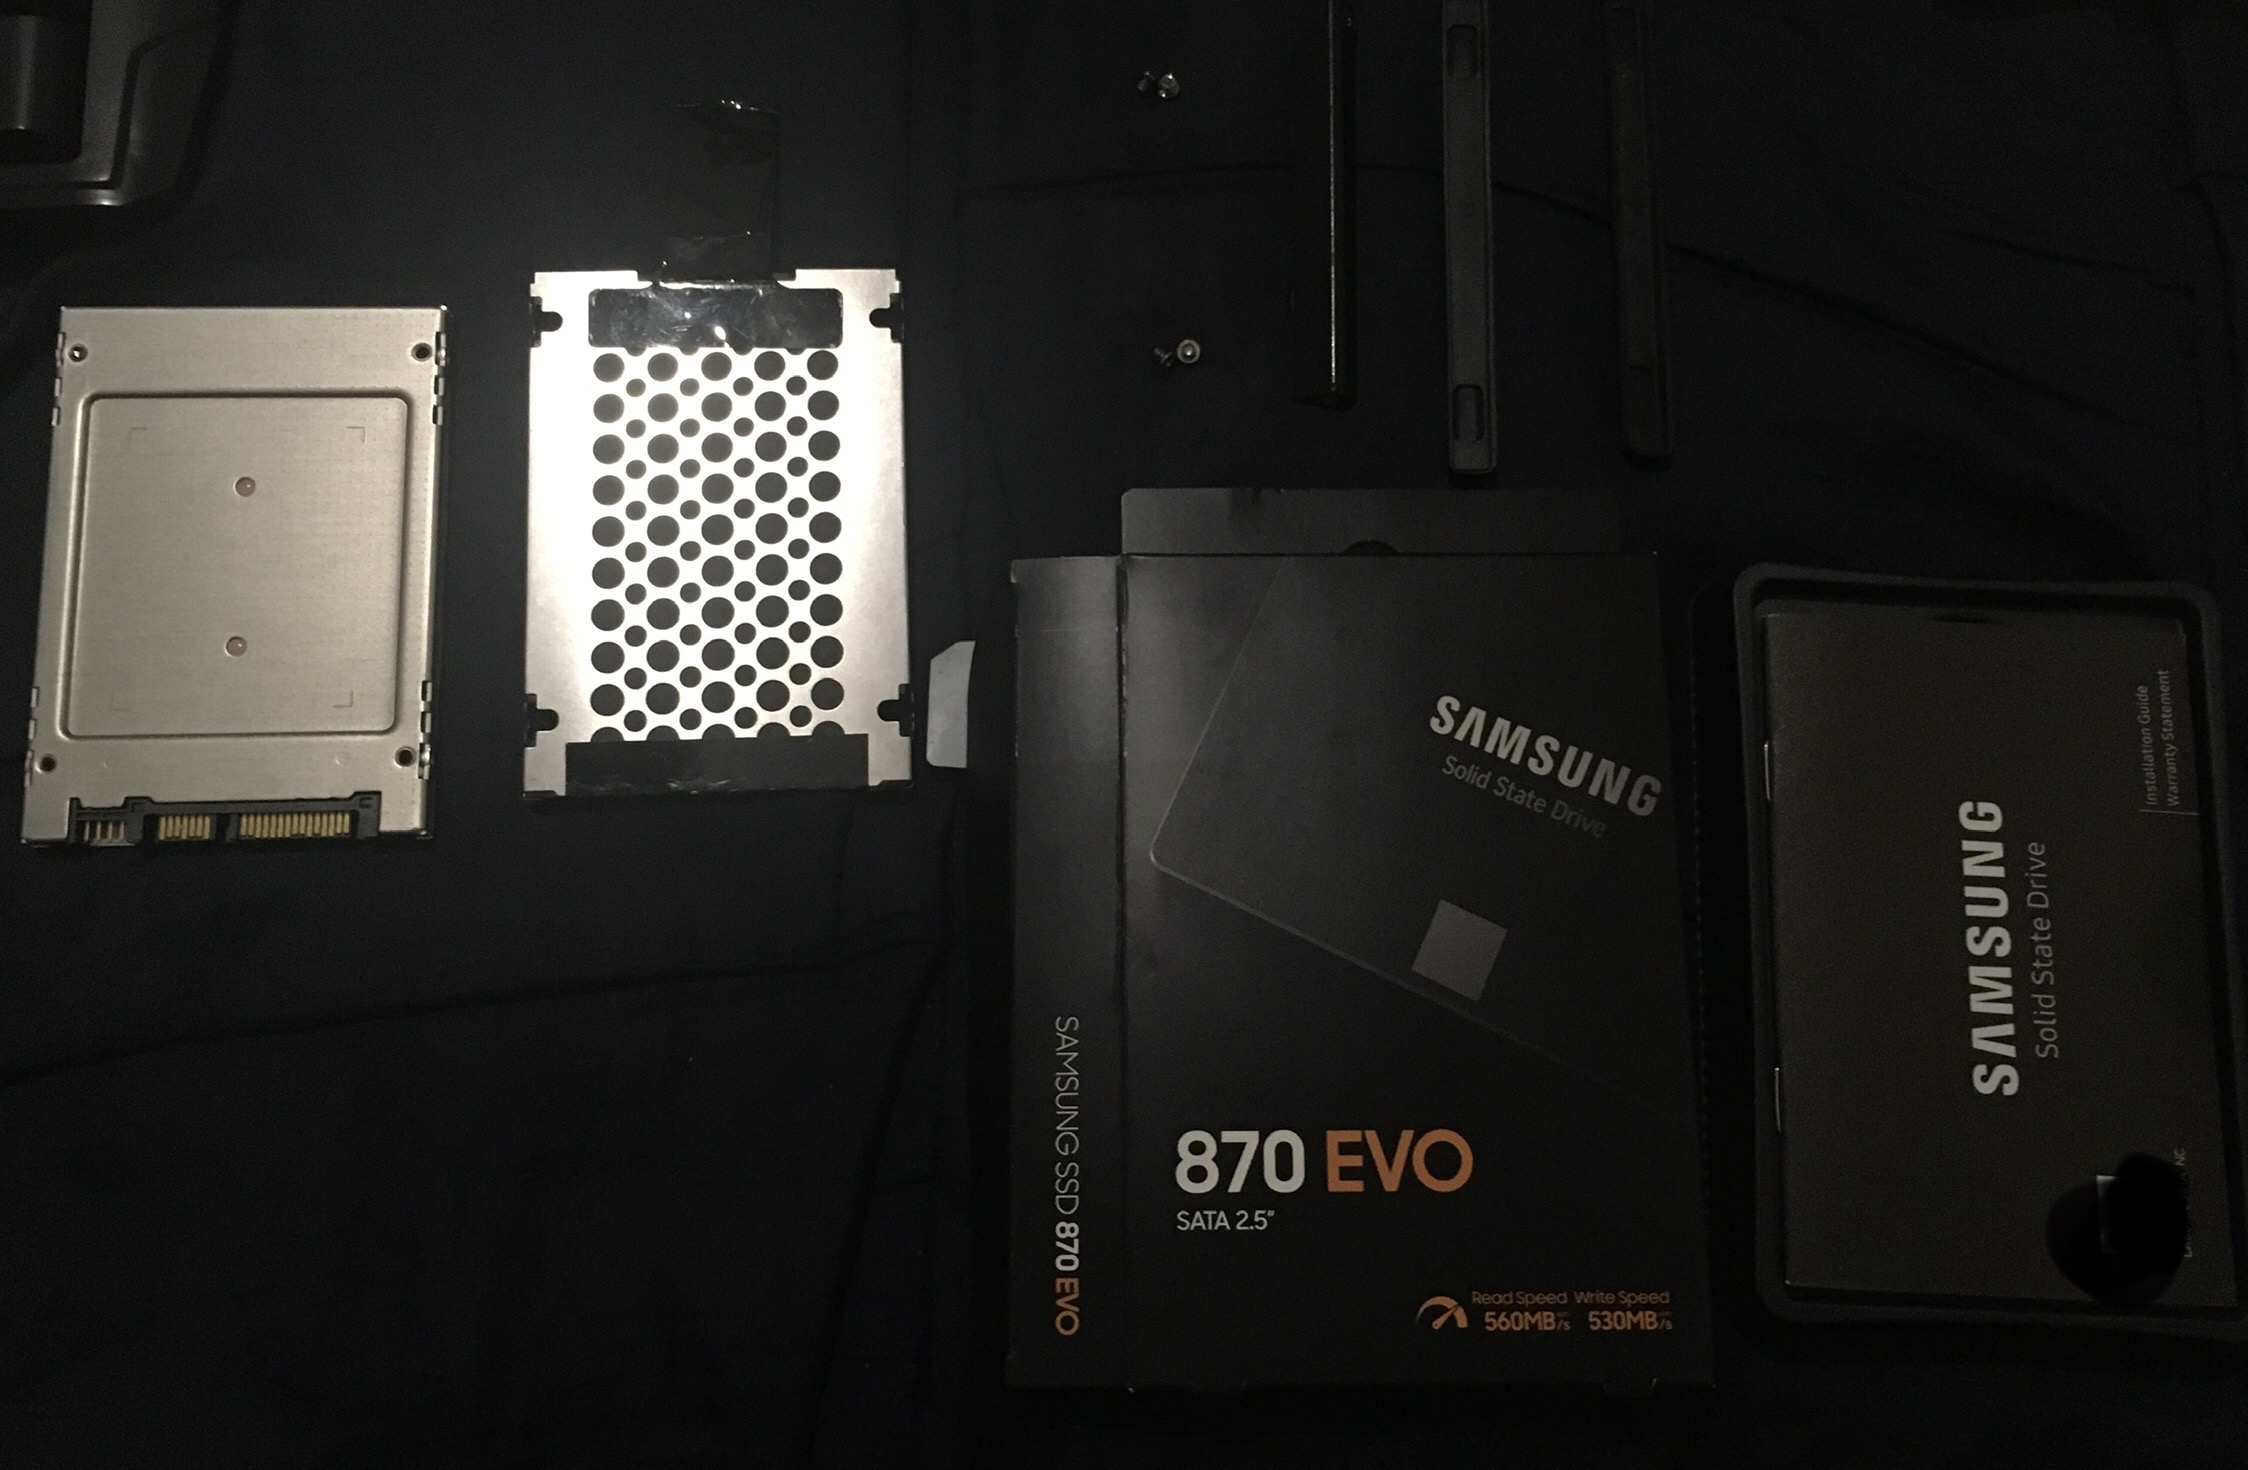 SAMSUNG
Solid State Drive
870 EVO
SATA 2.5"
Read Speed Write Speed
560MB/s 530MB/s
SAMSUNG SSD 870 EVO
SAMSUNG
Solid State Drive
Installation Guide
Warranty Statement